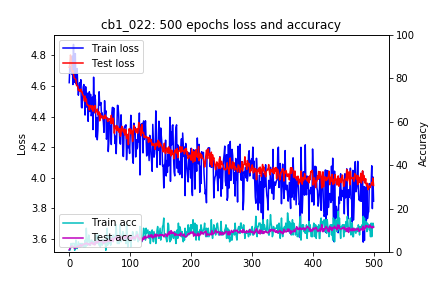 cb1_022: 500 epochs loss and accuracy
Train loss
Test loss
Train acc
Test acc
Loss
4.8
4.6
4.4
4.2
4.0
3.8
3.6
Accuracy
100
80
60
40
20
0
0 100 200 300 400 500